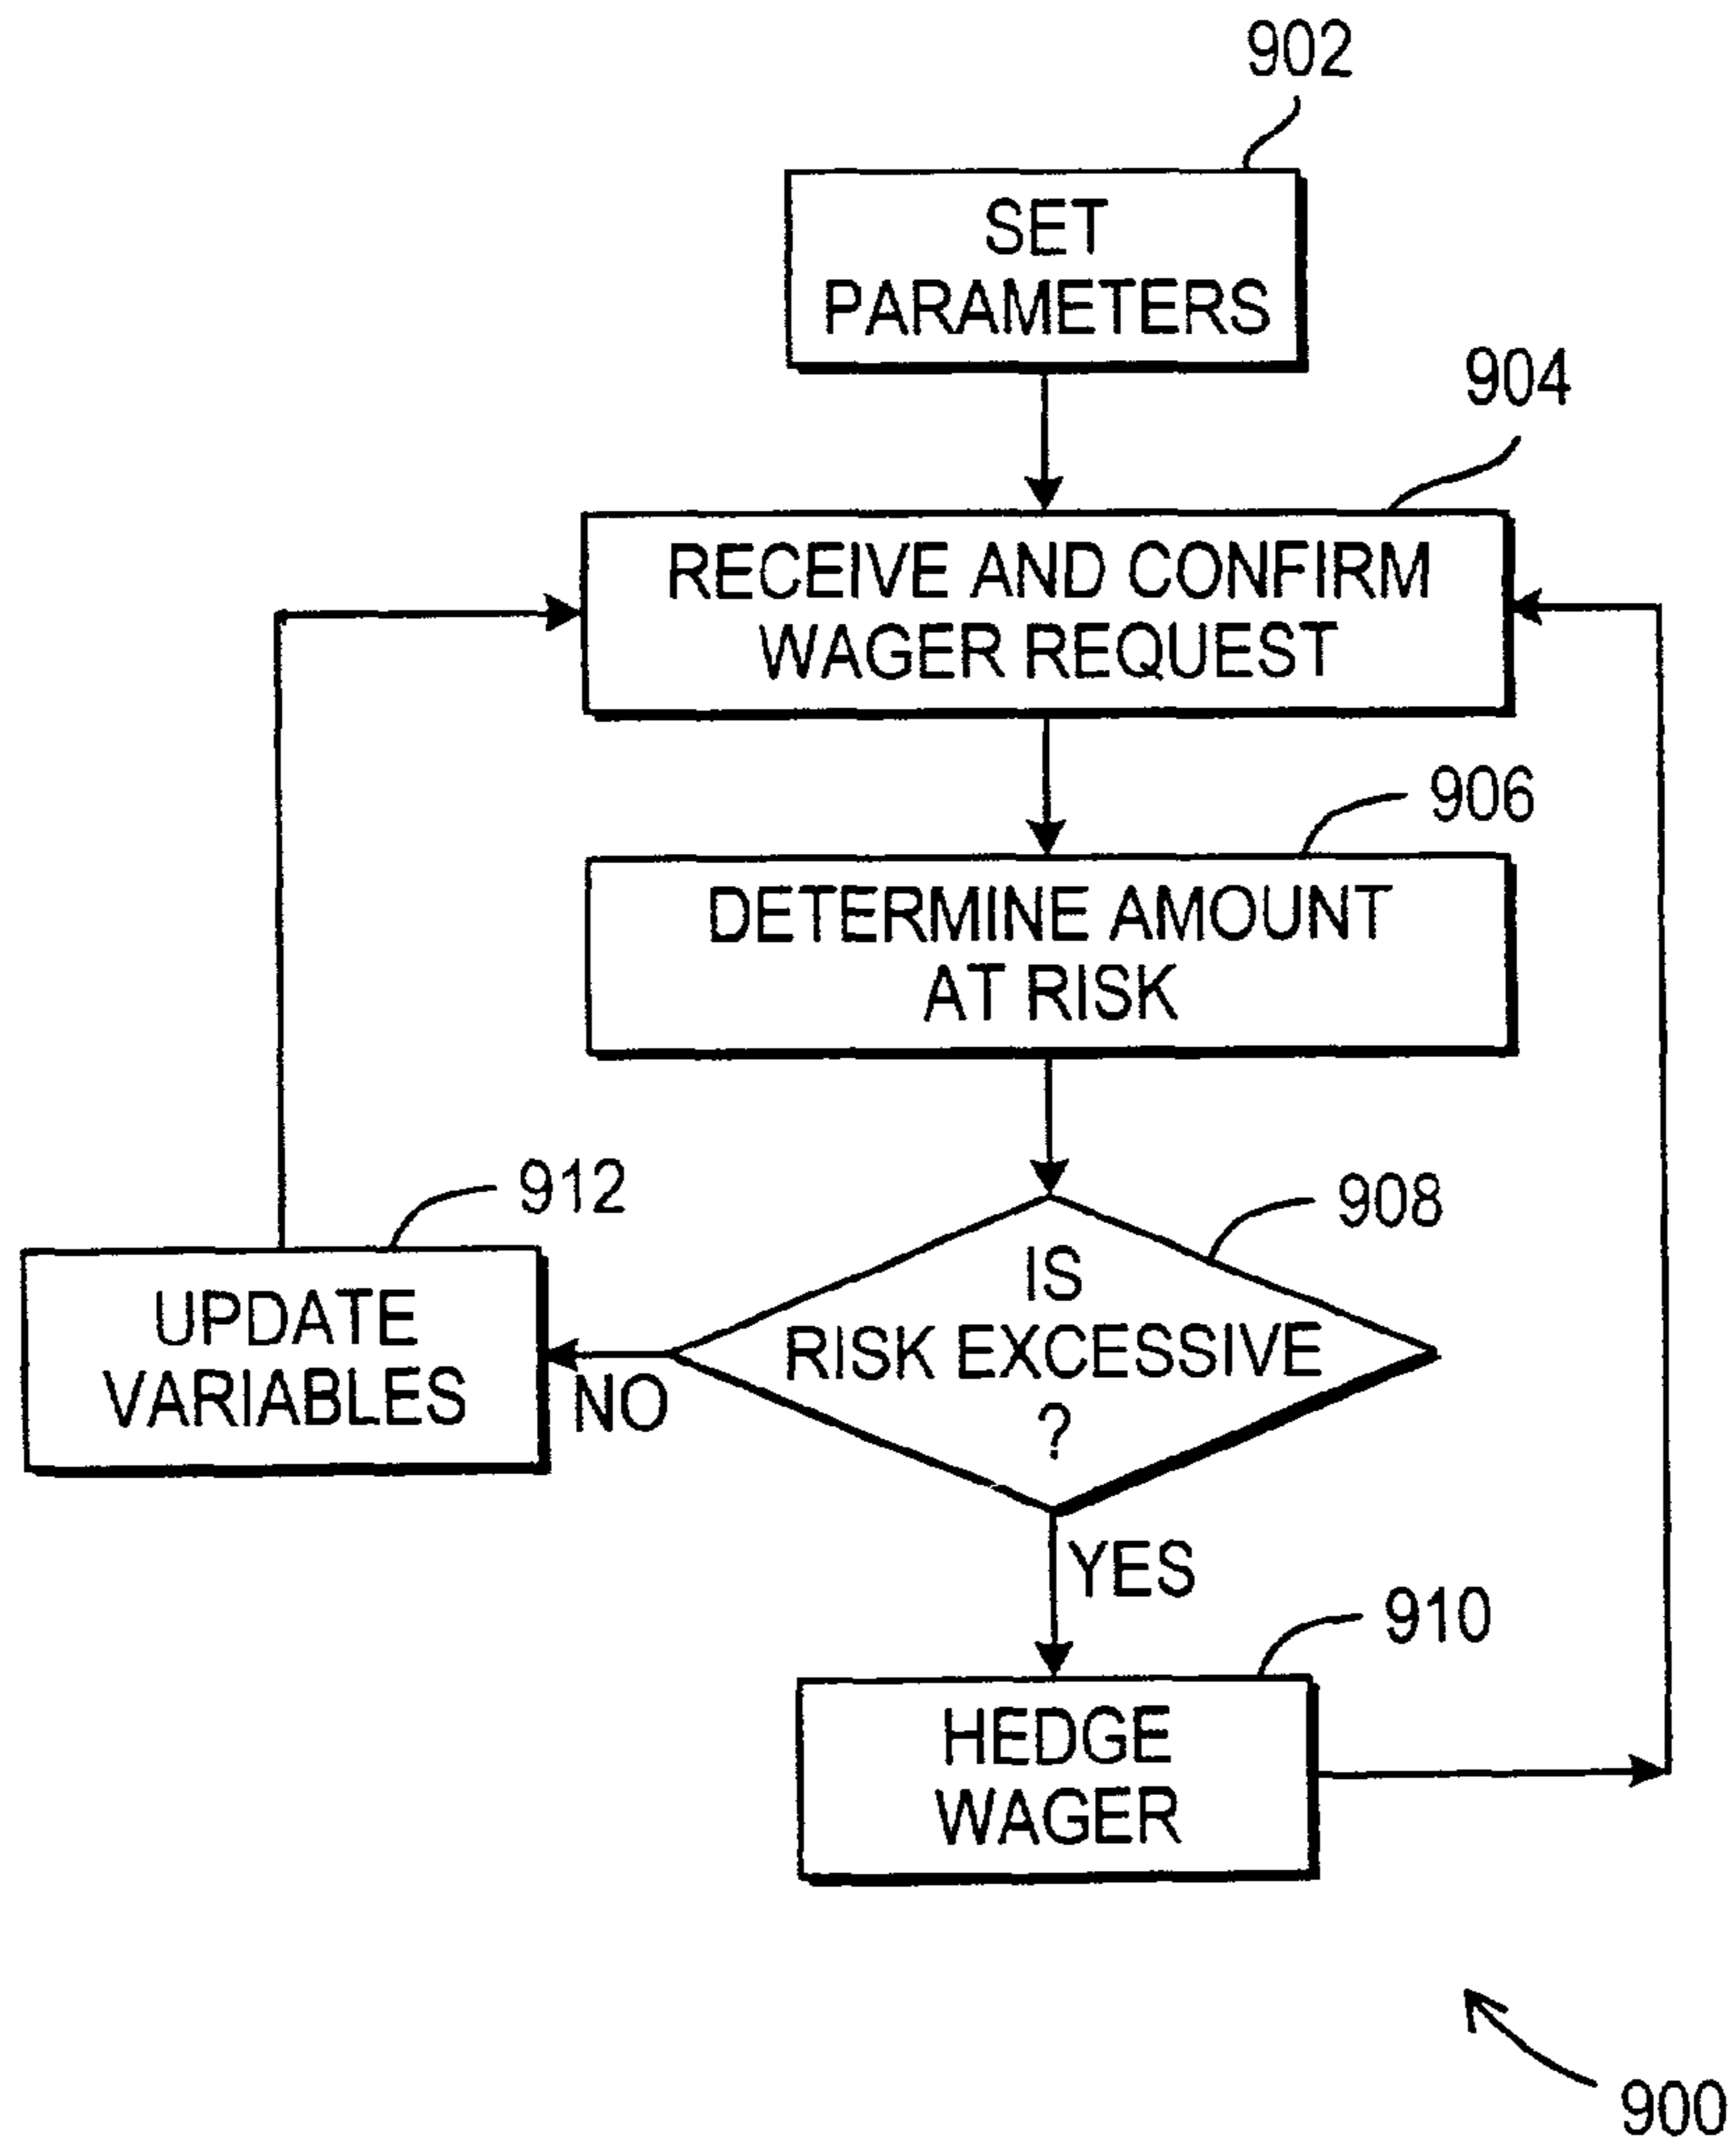 902
SET
PARAMETERS
904
RECEIVE AND CONFIRM
WAGER REQUEST
906
DETERMINE AMOUNT
AT RISK
912
908
UPDATE
VARIABLES
NO
IS
RISK EXCESSIVE
?
YES
910
HEDGE
WAGER
900